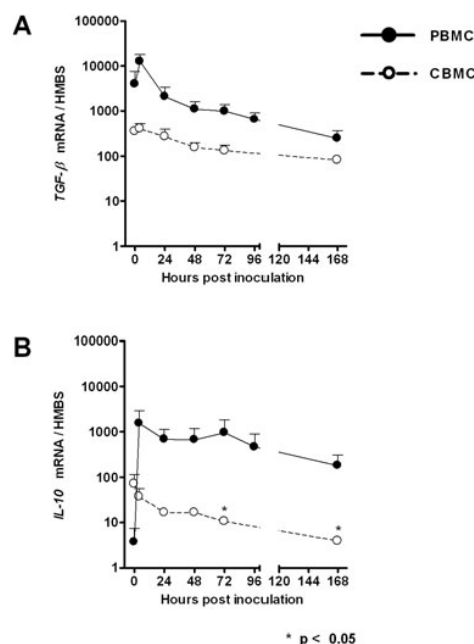 A
PBMC
CBMC
100000
10000
1000
100
10
1
TGF-β mRNA / HMBS
0 24 48 72 96 120 144 168
Hours post inoculation
B
100000
10000
1000
100
10
1
IL-10 mRNA / HMBS
* *
0 24 48 72 96 120 144 168
Hours post inoculation
* p < 0.05